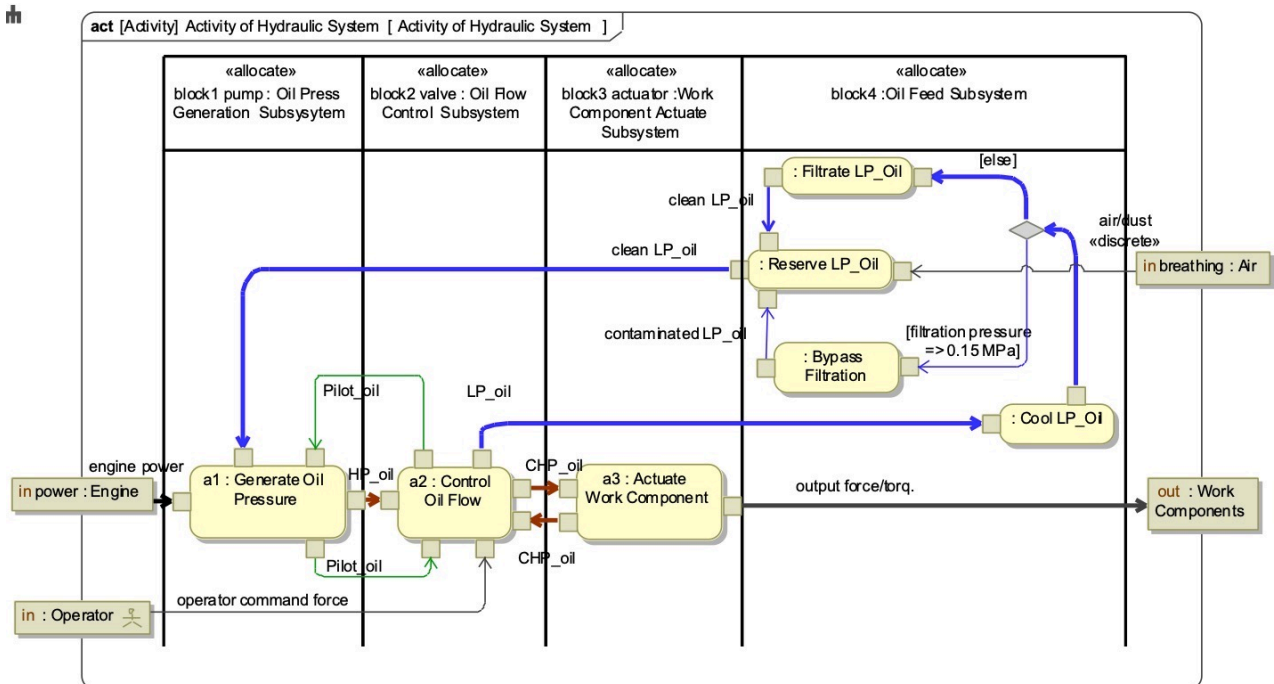 act [Activity] Activity of Hydraulic System [ Activity of Hydraulic System ]
«allocate»
block1 pump : Oil Press
Generation Subsysytem
«allocate»
block2 valve : Oil Flow
Control Subsystem
«allocate»
block3 actuator :Work
Component Actuate
Subsystem
«allocate»
block4 :Oil Feed Subsystem
[else]
: Filtrate LP_Oil
clean LP_oil
air/dust
«discrete»
clean LP_oil
: Reserve LP_Oil
in breathing : Air
contaminated LP_oil
[filtration pressure
=> 0.15 MPa]
: Bypass
Filtration
Pilot_oil
LP_oil
: Cool LP_Oil
engine power
in power : Engine
a1 : Generate Oil
Pressure
HP_oil
a2 : Control
Oil Flow
CHP_oil
a3 : Actuate
Work Component
output force/torq.
out : Work
Components
CHP_oil
Pilot_oil
operator command force
in : Operator